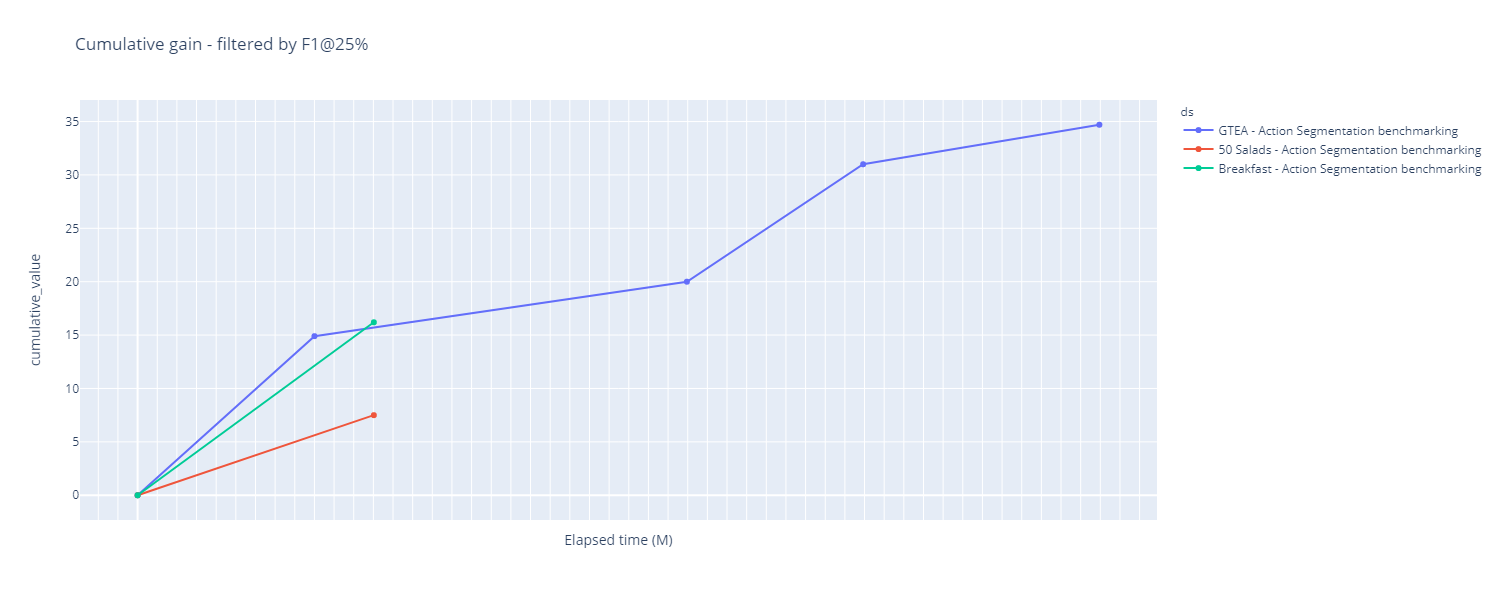 Cumulative gain - filtered by F1@25%
ds
GTEA - Action Segmentation benchmarking
50 Salads - Action Segmentation benchmarking
Breakfast - Action Segmentation benchmarking
35
30
25
20
15
10
5
0
cumulative_value
Elapsed time (M)